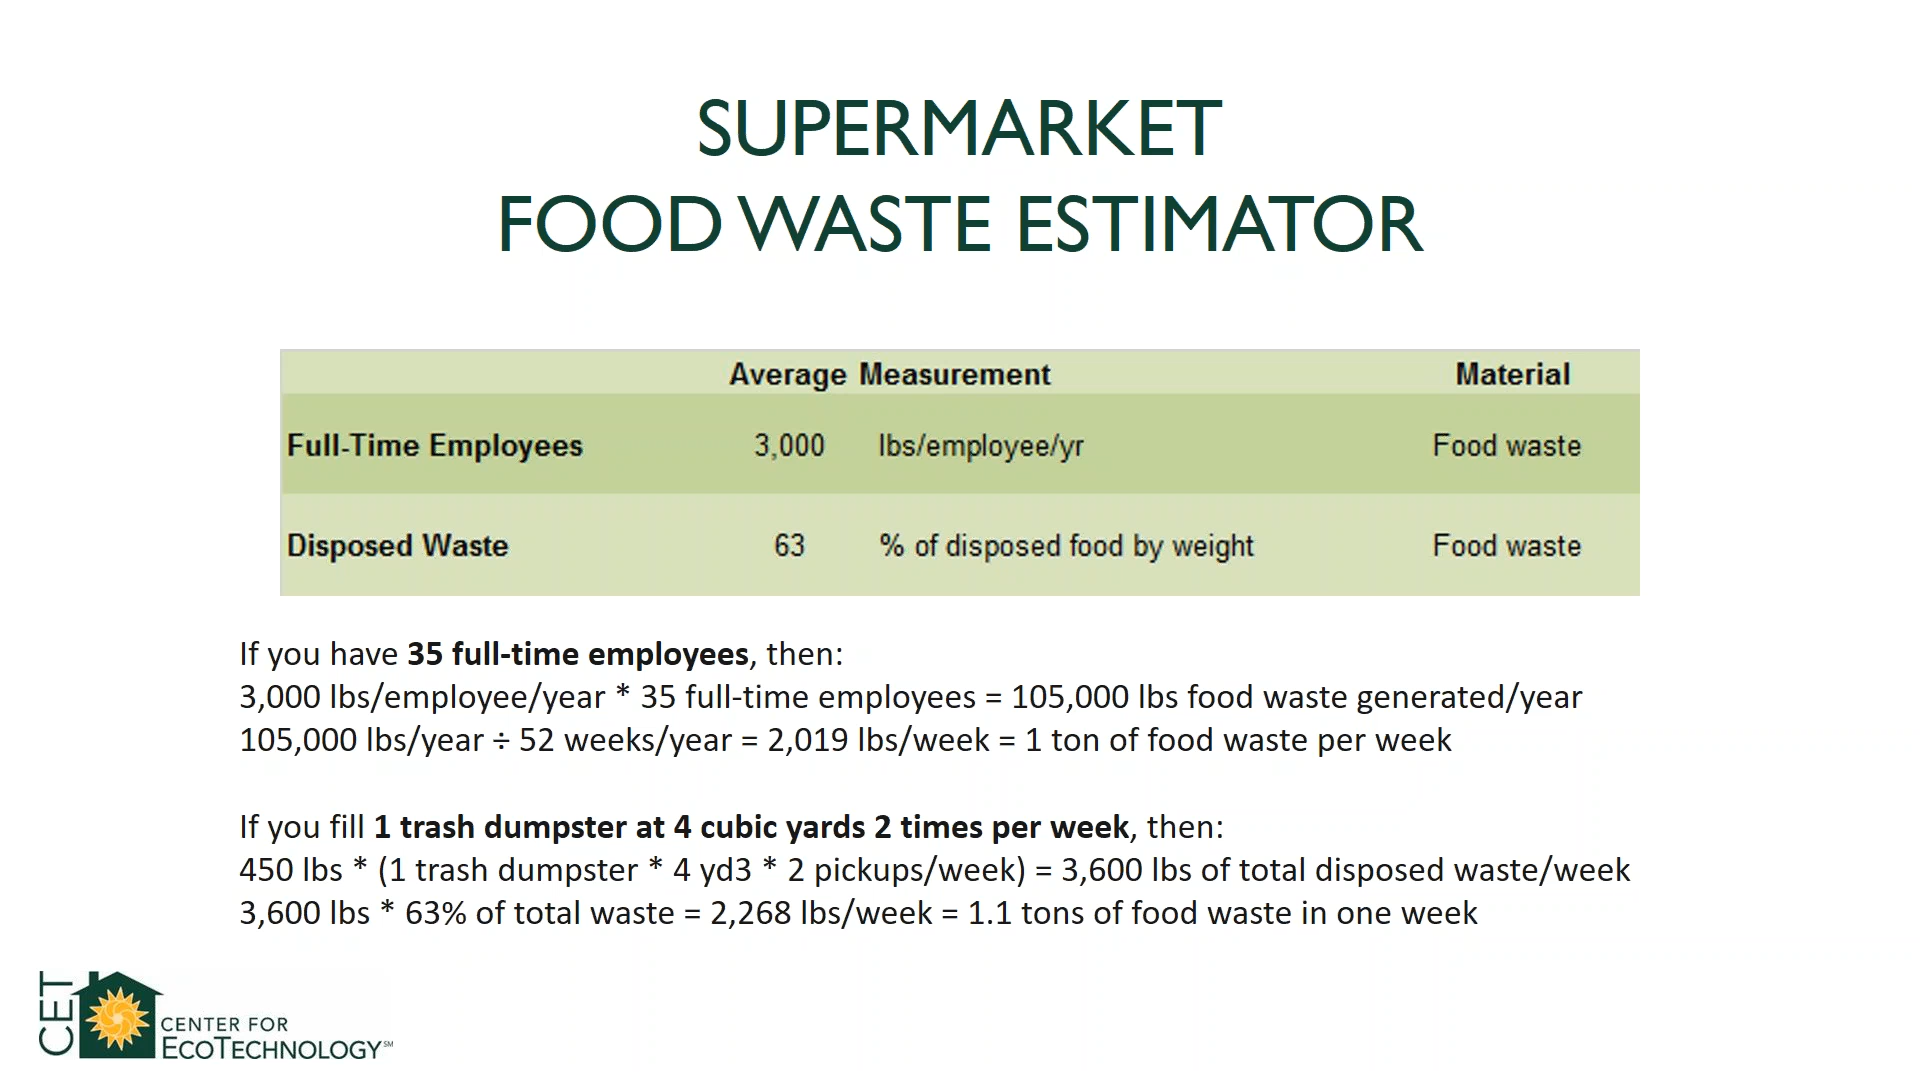 SUPERMARKET
FOOD WASTE ESTIMATOR
Average Measurement Material
Full-Time Employees 3,000 lbs/employee/yr Food waste
Disposed Waste 63 % of disposed food by weight Food waste
If you have 35 full-time employees, then:
3,000 lbs/employee/year * 35 full-time employees = 105,000 lbs food waste generated/year
105,000 lbs/year ÷ 52 weeks/year = 2,019 lbs/week = 1 ton of food waste per week
If you fill 1 trash dumpster at 4 cubic yards 2 times per week, then:
450 lbs * (1 trash dumpster * 4 yd3 * 2 pickups/week) = 3,600 lbs of total disposed waste/week
3,600 lbs * 63% of total waste = 2,268 lbs/week = 1.1 tons of food waste in one week
CET
CENTER FOR
ECOTECHNOLOGY℠